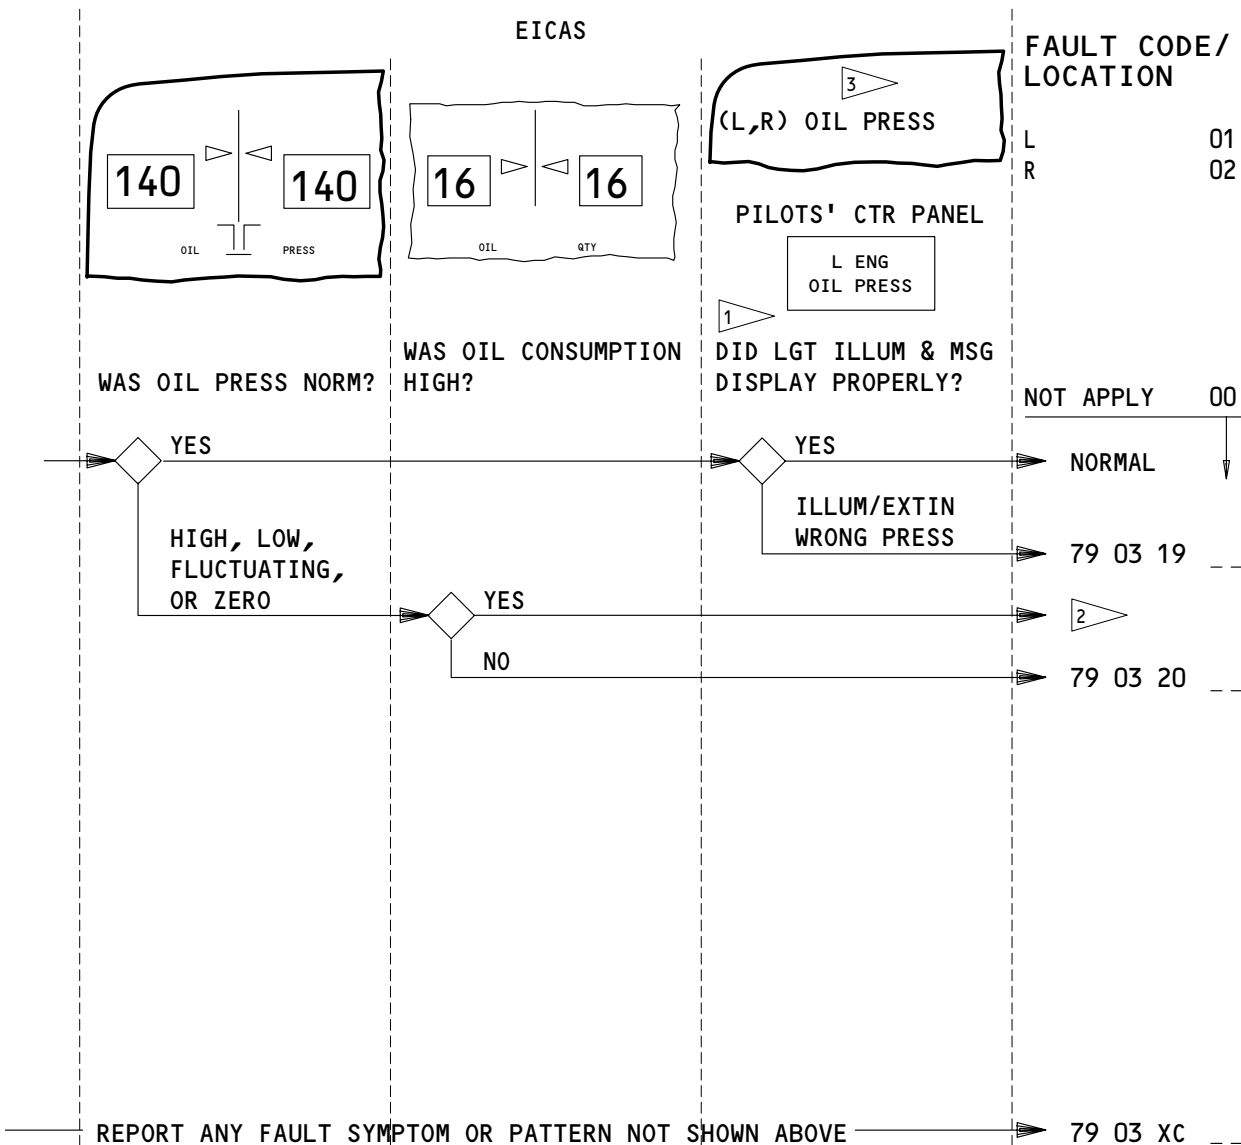 EICAS
FAULT CODE/
LOCATION
140
140
OIL PRESS
16
16
OIL QTY
3
(L,R) OIL PRESS
L 01
R 02
PILOTS' CTR PANEL
L ENG
OIL PRESS
1
WAS OIL PRESS NORM?
WAS OIL CONSUMPTION
HIGH?
DID LGT ILLUM & MSG
DISPLAY PROPERLY?
NOT APPLY 00
YES
YES
NORMAL
ILLUM/EXTIN
WRONG PRESS
79 03 19 _ _
HIGH, LOW,
FLUCTUATING,
OR ZERO
YES
2
NO
79 03 20 _ _
REPORT ANY FAULT SYMPTOM OR PATTERN NOT SHOWN ABOVE
79 03 XC _ _